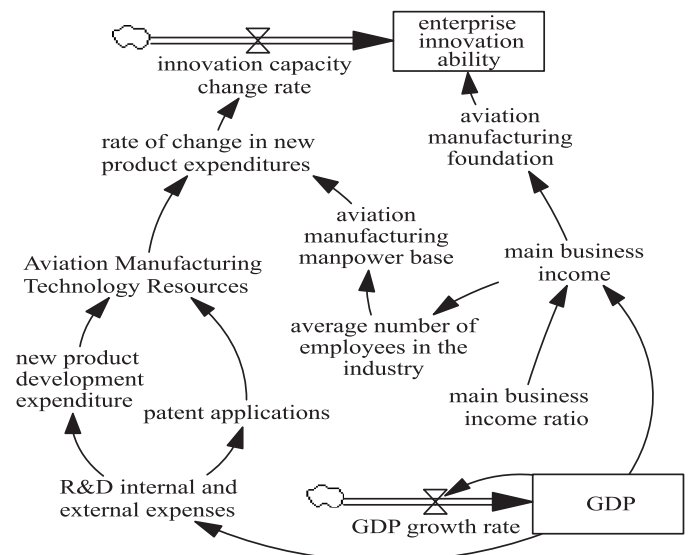 enterprise
innovation
ability
innovation capacity
change rate
aviation
manufacturing
foundation
rate of change in new
product expenditures
aviation
manufacturing
manpower base
main business
income
Aviation Manufacturing
Technology Resources
average number of
employees in the
industry
new product
development
expenditure
patent applications
main business
income ratio
R&D internal and
external expenses
GDP
GDP growth rate